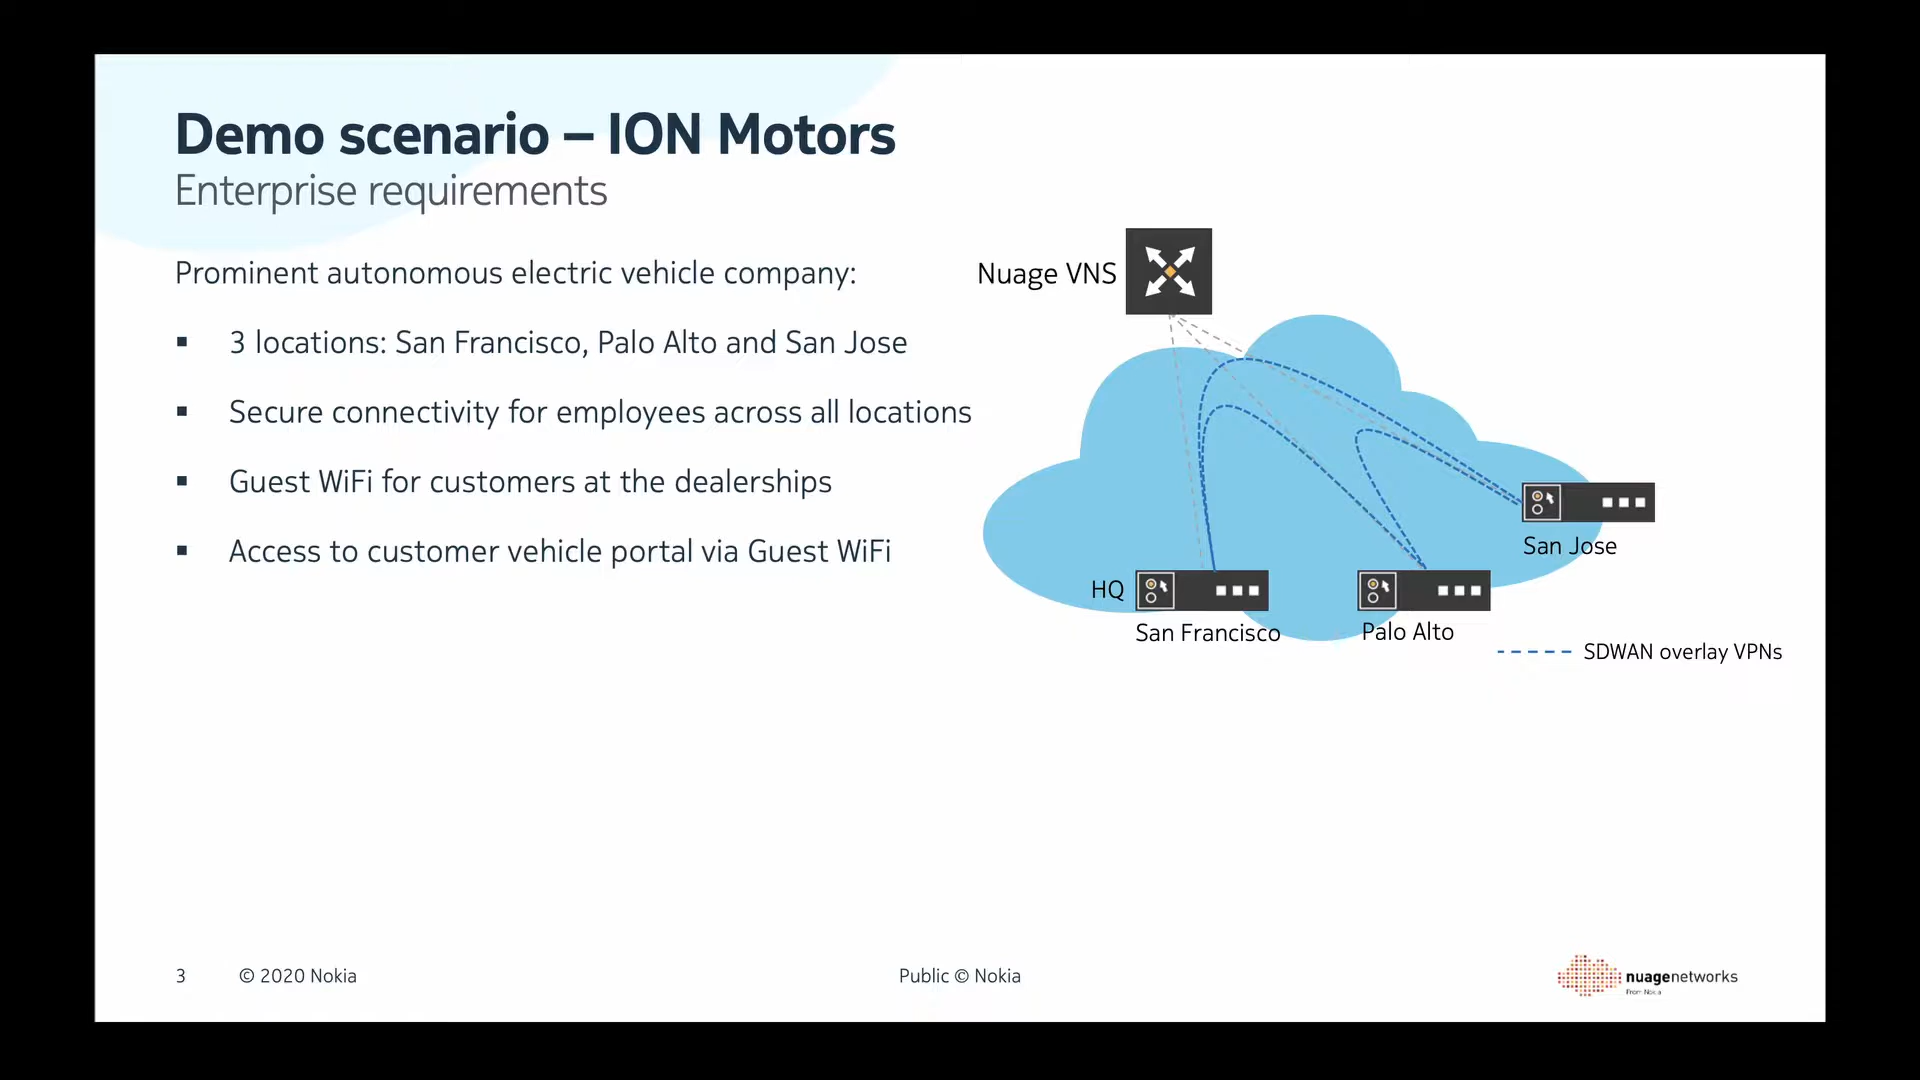 Demo scenario – ION Motors
Enterprise requirements
Prominent autonomous electric vehicle company:
▪ 3 locations: San Francisco, Palo Alto and San Jose
▪ Secure connectivity for employees across all locations
▪ Guest WiFi for customers at the dealerships
▪ Access to customer vehicle portal via Guest WiFi
Nuage VNS
San Jose
HQ
San Francisco
Palo Alto
SDWAN overlay VPNs
3
© 2020 Nokia
Public © Nokia
nuagenetworks
From Nokia